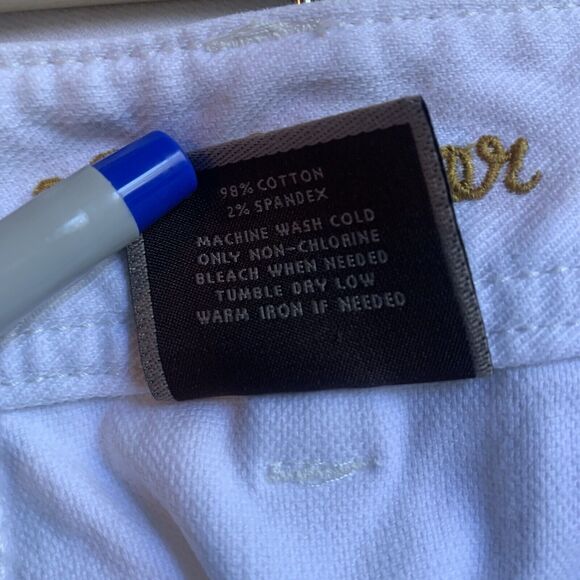 98% COTTON
2% SPANDEX
MACHINE WASH COLD
ONLY NON-CHLORINE
BLEACH WHEN NEEDED
TUMBLE DRY LOW
WARM IRON IF NEEDED